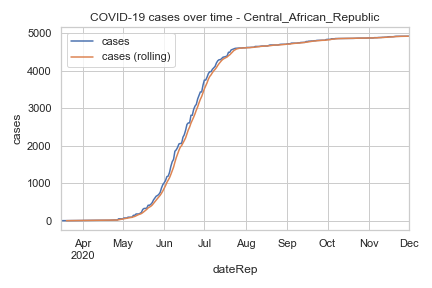 COVID-19 cases over time - Central_African_Republic
cases
cases (rolling)
5000
4000
3000
2000
1000
0
cases
Apr May Jun Jul Aug Sep Oct Nov Dec
2020
dateRep